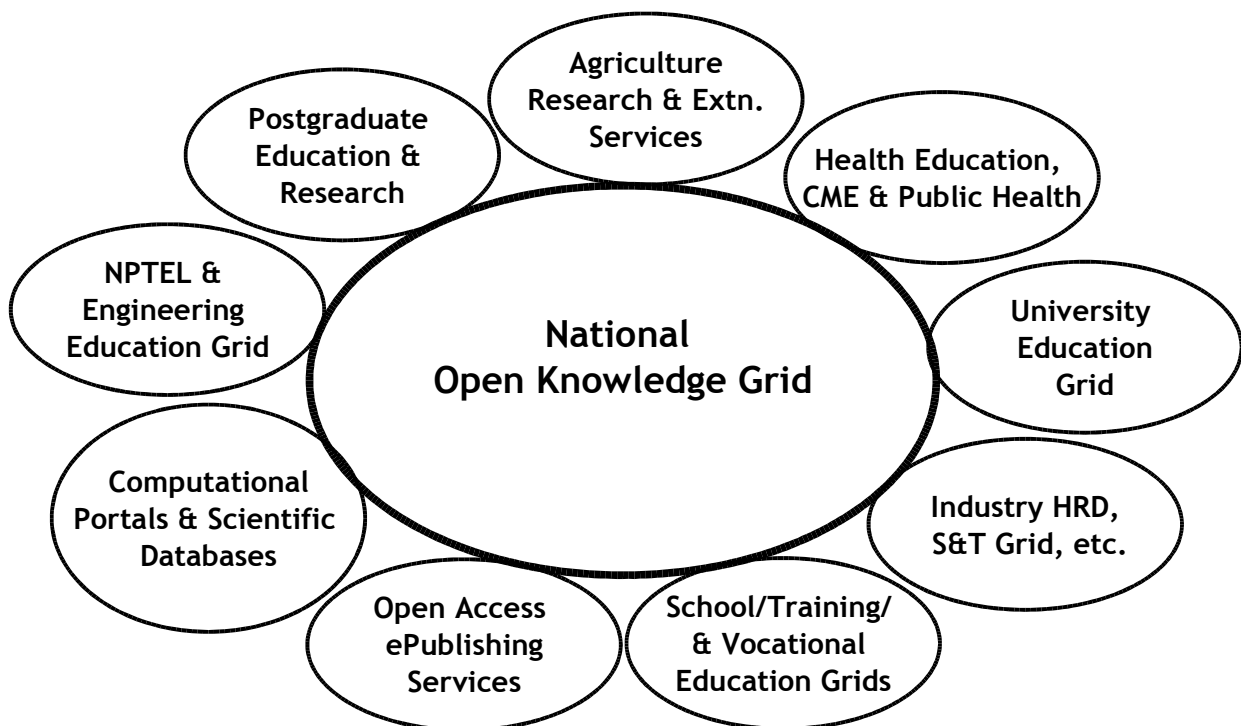 Agriculture
Research & Extn.
Services
Postgraduate
Education &
Research
Health Education,
CME & Public Health
NPTEL &
Engineering
Education Grid
National
Open Knowledge Grid
University
Education
Grid
Computational
Portals & Scientific
Databases
Industry HRD,
S&T Grid, etc.
Open Access
ePublishing
Services
School/Training/
& Vocational
Education Grids